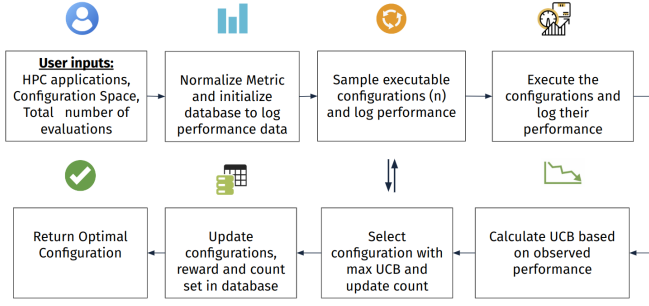 User inputs:
HPC applications,
Configuration Space,
Total number of
evaluations
Normalize Metric
and initialize
database to log
performance data
Sample executable
configurations (n)
and log performance
Execute the
configurations and
log their
performance
Return Optimal
Configuration
Update
configurations,
reward and count
set in database
Select
configuration with
max UCB and
update count
Calculate UCB based
on observed
performance